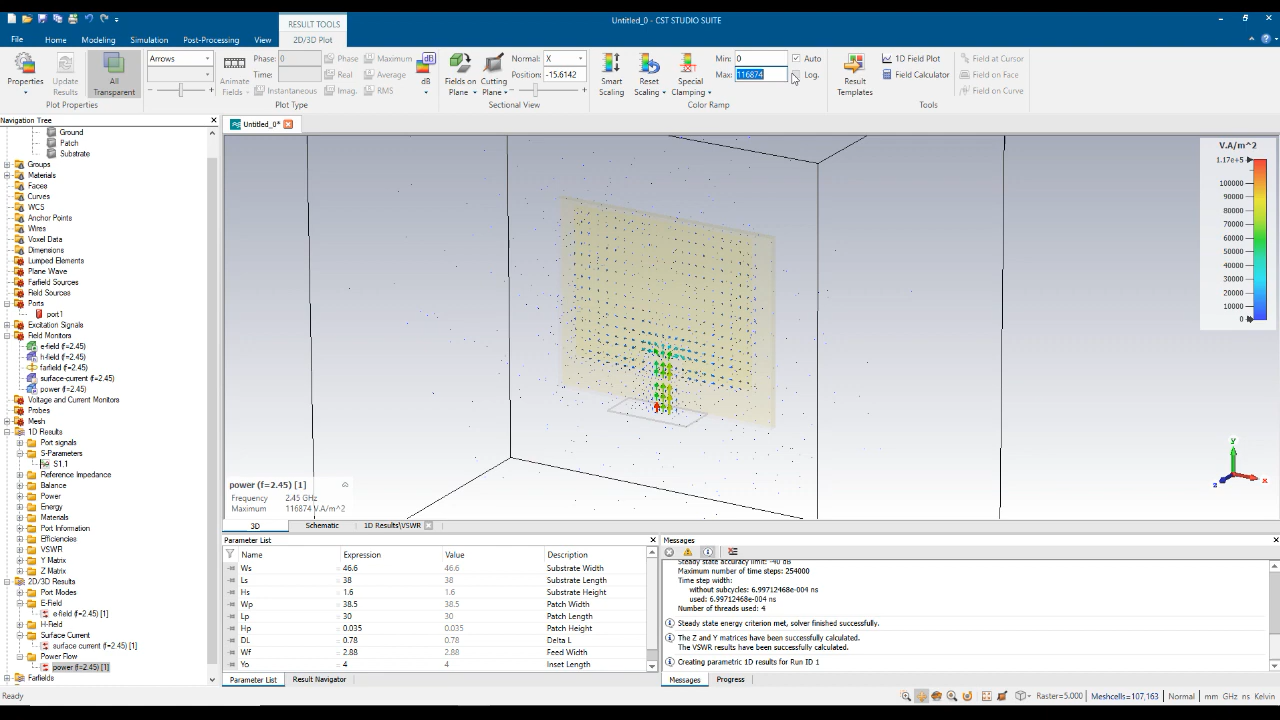 RESULT TOOLS
Untitled_0 - CST STUDIO SUITE
File Home Modeling Simulation Post-Processing View 2D/3D Plot
Properties
Update Results
All Transparent
Plot Properties
Arrows
Animate Fields
Phase: 0
Time:
Instantaneous
Maximum
Real
Average
Imag.
RMS
dB
Plot Type
Fields on Plane
Cutting Plane
Normal: X
Position: -15.6142
Sectional View
Smart Scaling
Reset Scaling
Special Clamping
Min: 0
Auto
Max: 116874
Log.
Color Ramp
Result Templates
1D Field Plot
Field Calculator
Field at Cursor
Field on Face
Field on Curve
Tools
Navigation Tree
Ground
Patch
Substrate
Groups
Materials
Faces
Curves
WCS
Anchor Points
Wires
Voxel Data
Dimensions
Lumped Elements
Plane Wave
Farfield Sources
Field Sources
Ports
port1
Excitation Signals
Field Monitors
e-field (f=2.45)
h-field (f=2.45)
farfield (f=2.45)
surface-current (f=2.45)
power (f=2.45)
Voltage and Current Monitors
Probes
Mesh
1D Results
Port signals
S-Parameters
S1,1
Reference Impedance
Balance
Power
Energy
Materials
Port Information
Efficiencies
VSWR
Y Matrix
Z Matrix
2D/3D Results
Port Modes
E-Field
e-field (f=2.45) [1]
H-Field
Surface Current
surface current (f=2.45) [1]
Power Flow
power (f=2.45) [1]
Farfields
Untitled_0*
V.A/m^2
1.17e+5
100000
90000
80000
70000
60000
50000
40000
30000
20000
10000
0
y
x
z
power (f=2.45) [1]
Frequency 2.45 GHz
Maximum 116874 V.A/m^2
3D Schematic 1D Results\VSWR
Parameter List
Name Expression Value Description
Ws = 46.6 46.6 Substrate Width
Ls = 38 38 Substrate Length
Hs = 1.6 1.6 Substrate Height
Wp = 38.5 38.5 Patch Width
Lp = 30 30 Patch Length
Hp = 0.035 0.035 Patch Height
DL = 0.78 0.78 Delta L
Wf = 2.88 2.88 Feed Width
Yo = 4 4 Inset Length
Parameter List Result Navigator
Messages
Steady state accuracy limit: -40 dB
Maximum number of time steps: 254000
Time step width:
without subcycles: 6.99712468e-004 ns
used: 6.99712468e-004 ns
Number of threads used: 4
Steady state energy criterion met, solver finished successfully.
The Z and Y matrices have been successfully calculated.
The VSWR results have been successfully calculated.
Creating parametric 1D results for Run ID 1
Messages Progress
Ready
Raster=5.000 Meshcells=107,163 Normal mm GHz ns Kelvin